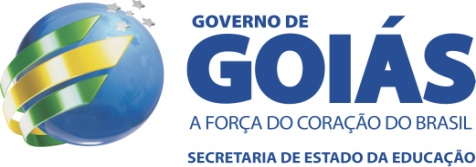 GOVERNO DE
GOIÁS
A FORÇA DO CORAÇÃO DO BRASIL
SECRETARIA DE ESTADO DA EDUCAÇÃO